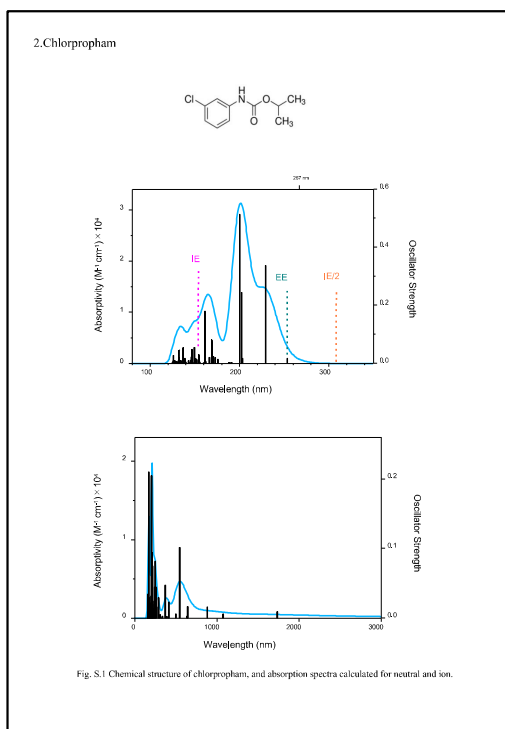 2.Chlorpropham
Cl
H
N
O
O
CH₃
CH₃
267 nm
3
2
1
0
0.6
0.4
0.2
0.0
IE
EE
IE/2
100
200
300
Absorptivity (M⁻¹ cm⁻¹) × 10⁴
Oscillator Strength
Wavelength (nm)
2
1
0
0.2
0.1
0.0
0
1000
2000
3000
Absorptivity (M⁻¹ cm⁻¹) × 10⁴
Oscillator Strength
Wavelength (nm)
Fig. S.1 Chemical structure of chlorpropham, and absorption spectra calculated for neutral and ion.